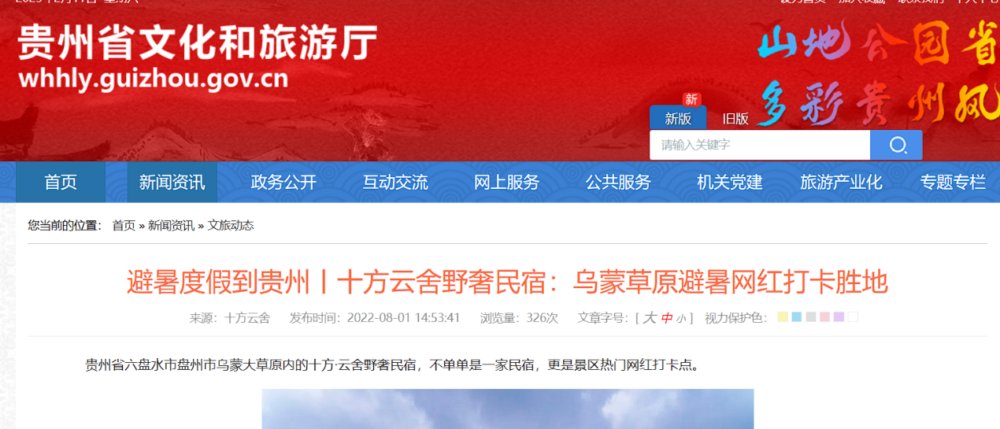 贵州省文化和旅游厅
whhly.guizhou.gov.cn
山地公园省
多彩贵州风
新
新版 旧版
请输入关键字
首页 新闻资讯 政务公开 互动交流 网上服务 公共服务 机关党建 旅游产业化 专题专栏
您当前的位置： 首页 » 新闻资讯 » 文旅动态
避暑度假到贵州丨十方云舍野奢民宿：乌蒙草原避暑网红打卡胜地
来源：十方云舍 发布时间：2022-08-01 14:53:41 浏览量：326次 文章字号：[ 大 中 小 ] 视力保护色：
贵州省六盘水市盘州市乌蒙大草原内的十方·云舍野奢民宿，不单单是一家民宿，更是景区热门网红打卡点。